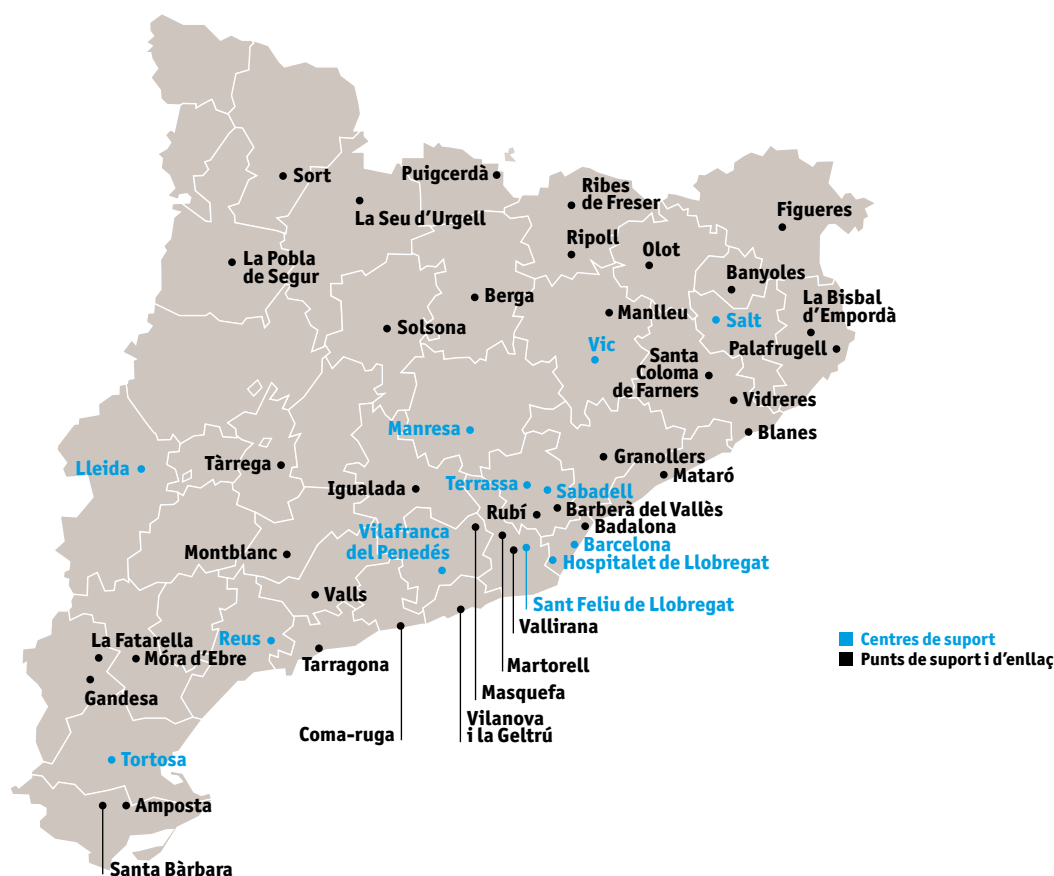 Sort
Puigcerdà
La Seu d’Urgell
Ribes
de Freser
Figueres
Ripoll
Olot
La Pobla
de Segur
Banyoles
Berga
La Bisbal
d’Empordà
Manlleu
Salt
Solsona
Vic
Palafrugell
Santa
Coloma
de Farners
Vidreres
Manresa
Blanes
Lleida
Tàrrega
Granollers
Mataró
Igualada
Terrassa
Sabadell
Rubí
Barberà del Vallès
Badalona
Vilafranca
del Penedés
Barcelona
Montblanc
Hospitalet de Llobregat
Valls
Sant Feliu de Llobregat
Vallirana
La Fatarella
Reus
Móra d’Ebre
Tarragona
Martorell
Gandesa
Masquefa
Coma-ruga
Vilanova
i la Geltrú
Tortosa
Amposta
Santa Bàrbara
Centres de suport
Punts de suport i d’enllaç